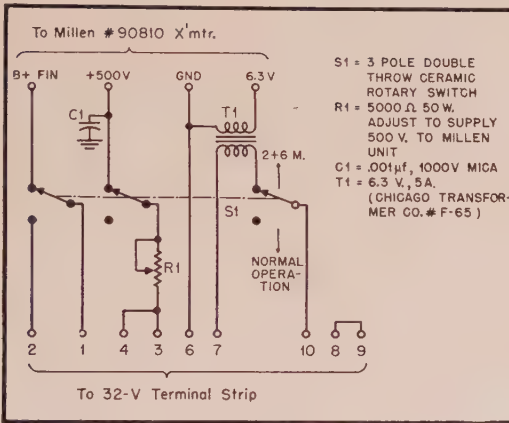 To Millen #90810 X'mtr.
B+ FIN +500V GND 6.3 V
C1
T1
2+6 M.
S1
R1
NORMAL
OPERA-
TION
2 1 4 3 6 7 10 8 9
To 32-V Terminal Strip
S1 = 3 POLE DOUBLE
THROW CERAMIC
ROTARY SWITCH
R1 = 5000 Ω 50 W.
ADJUST TO SUPPLY
500 V. TO MILLEN
UNIT
C1 = .001µf, 1000V MICA
T1 = 6.3 V., 5A.
(CHICAGO TRANSFOR-
MER CO. # F-65 )